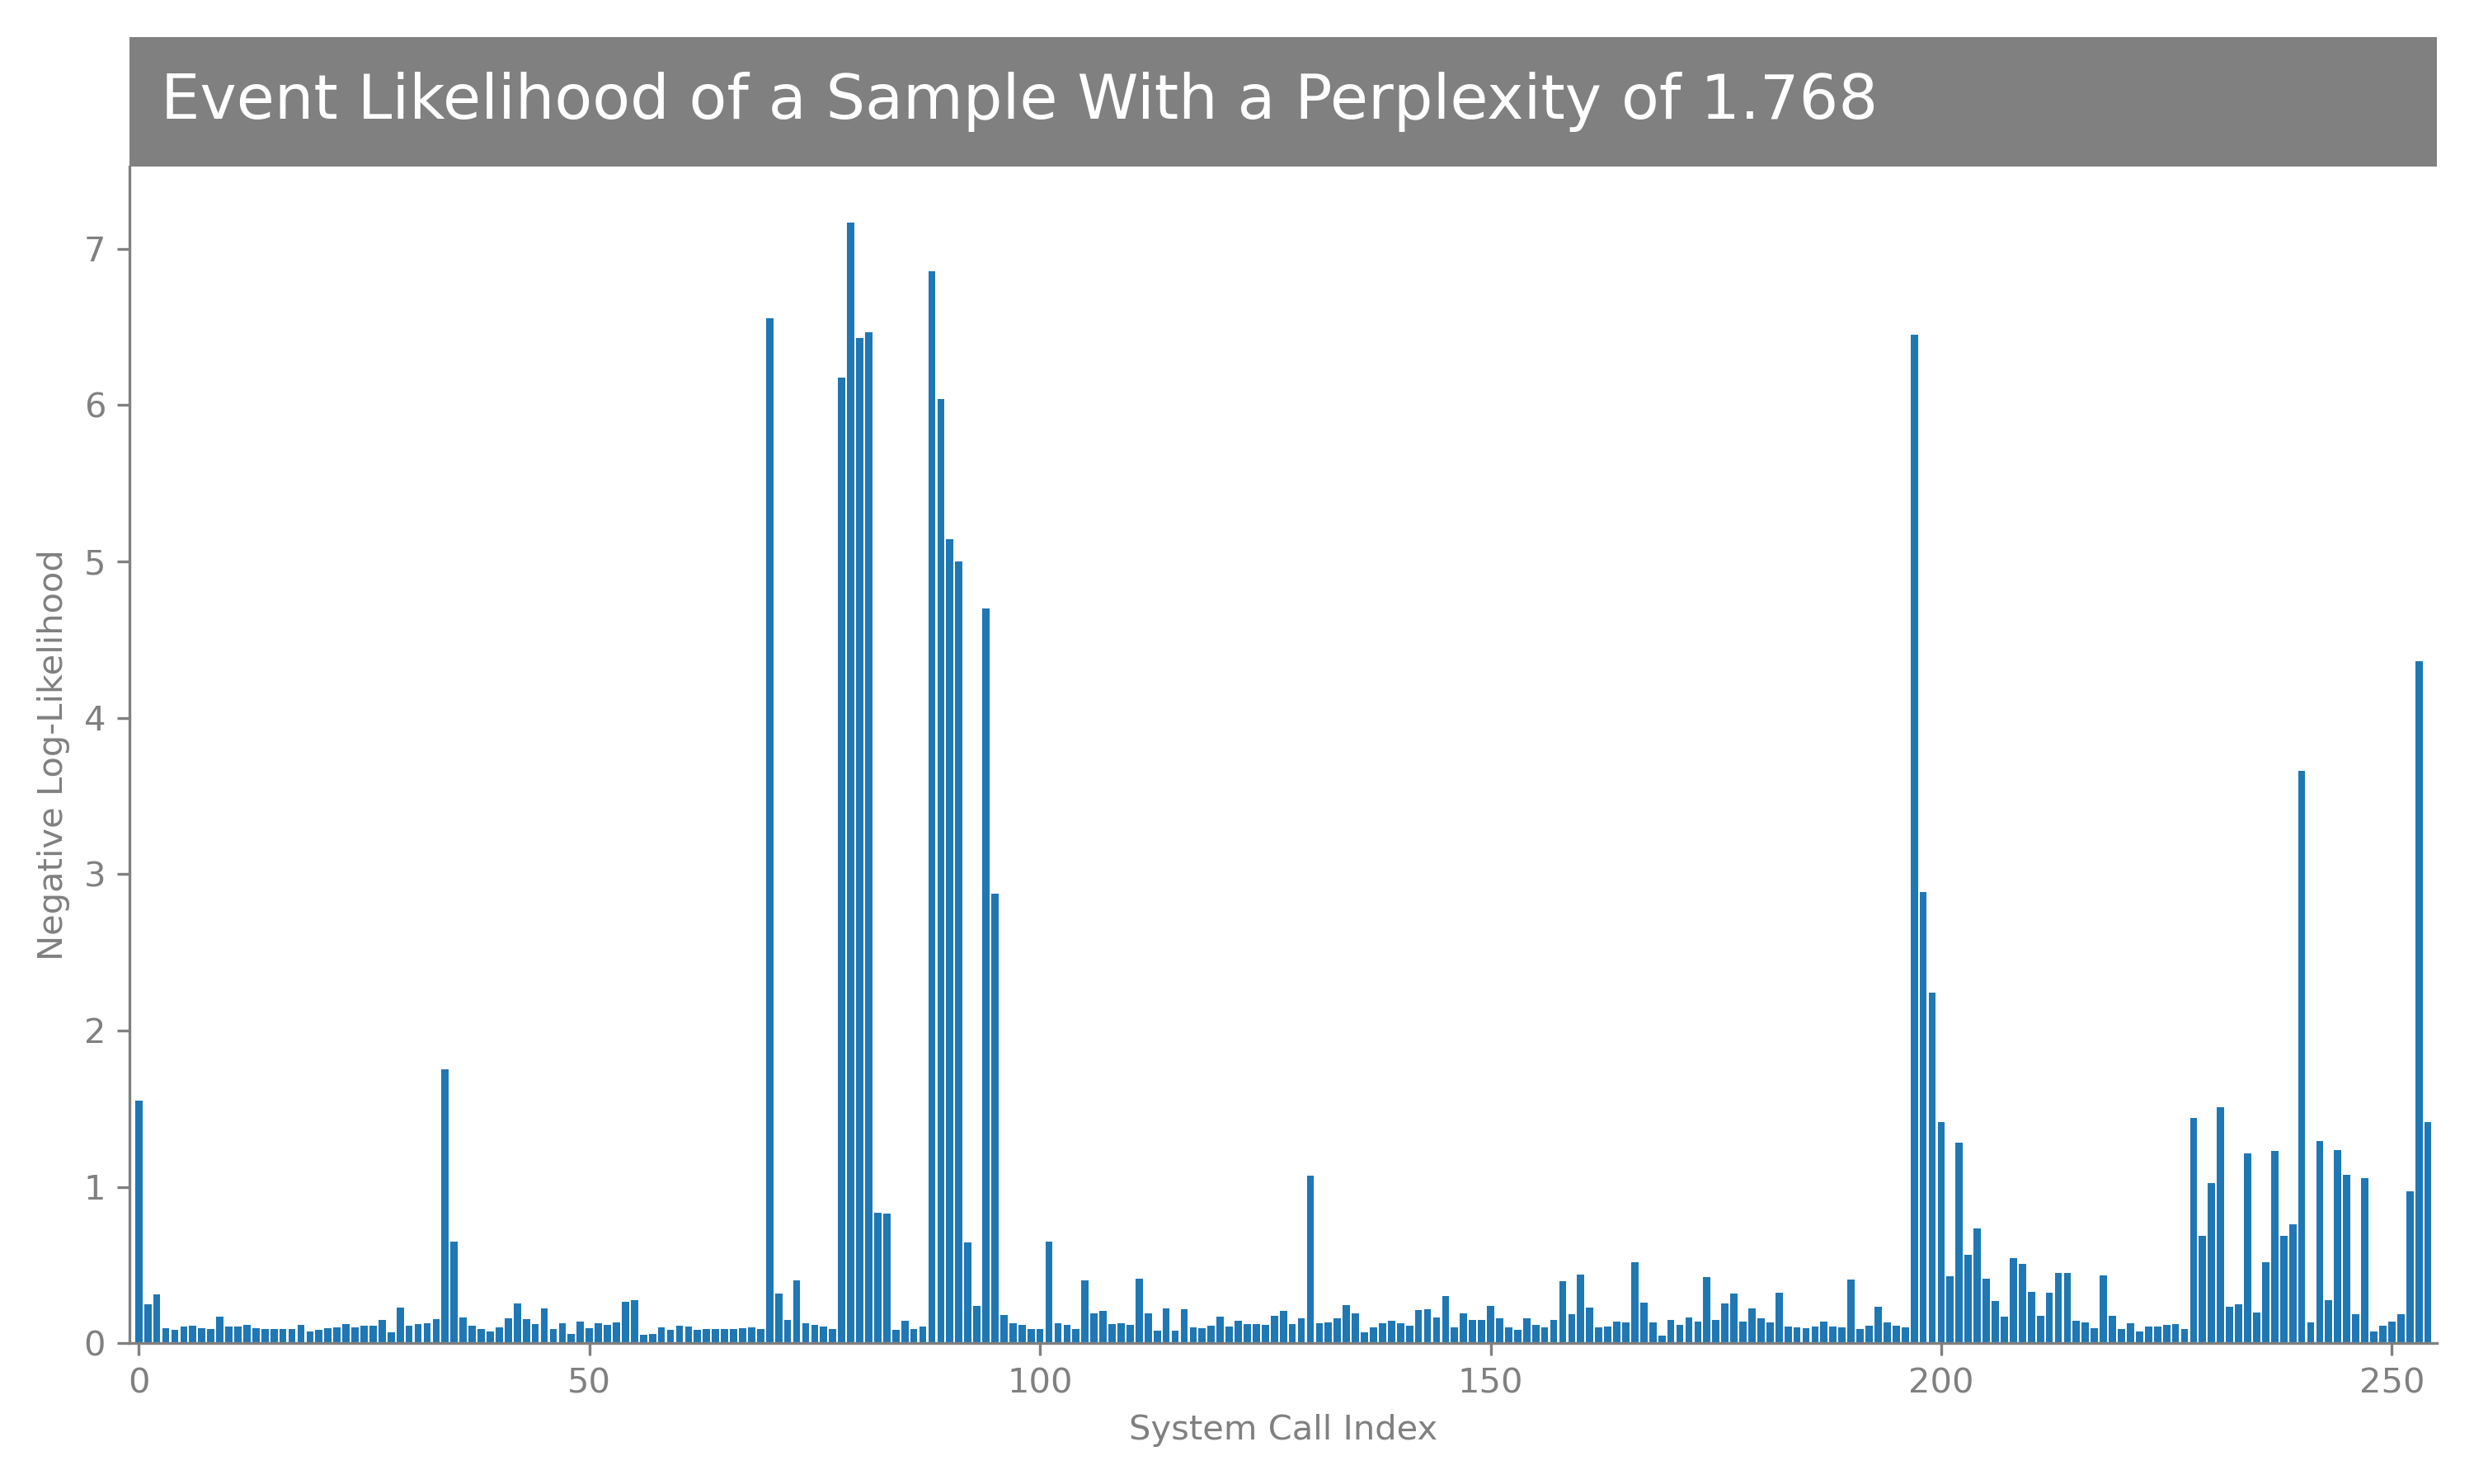 Event Likelihood of a Sample With a Perplexity of 1.768
7
6
5
4
3
2
1
0
Negative Log-Likelihood
0 50 100 150 200 250
System Call Index